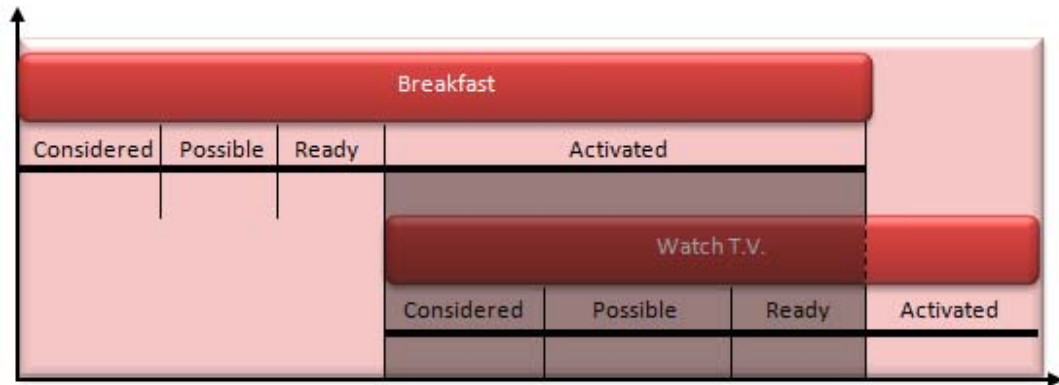 Breakfast
Considered Possible Ready Activated
Watch T.V.
Considered Possible Ready Activated